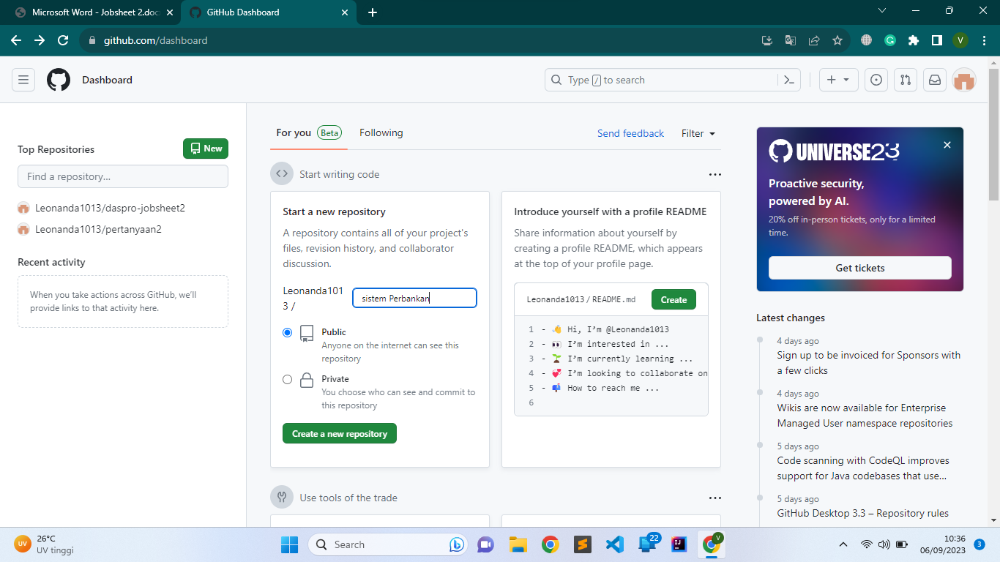 Microsoft Word - Jobsheet 2.doc
GitHub Dashboard
github.com/dashboard
V
Dashboard
Type / to search
Top Repositories
New
Find a repository...
Leonanda1013/daspro-jobsheet2
Leonanda1013/pertanyaan2
Recent activity
When you take actions across GitHub, we’ll
provide links to that activity here.
For you Beta
Following
Send feedback
Filter
Start writing code
Start a new repository
A repository contains all of your project's
files, revision history, and collaborator
discussion.
Leonanda101
3 /
sistem Perbankan
Public
Anyone on the internet can see this
repository
Private
You choose who can see and commit to
this repository
Create a new repository
Introduce yourself with a profile README
Share information about yourself by
creating a profile README, which appears
at the top of your profile page.
Leonanda1013 / README.md
Create
1 - 👋 Hi, I’m @Leonanda1013
2 - 👀 I’m interested in ...
3 - 🌱 I’m currently learning ...
4 - 💞️ I’m looking to collaborate on
5 - 📫 How to reach me ...
6
Use tools of the trade
UNIVERSE23
Proactive security,
powered by AI.
20% off in-person tickets, only for a limited
time.
Get tickets
Latest changes
4 days ago
Sign up to be invoiced for Sponsors with
a few clicks
4 days ago
Wikis are now available for Enterprise
Managed User namespace repositories
5 days ago
Code scanning with CodeQL improves
support for Java codebases that use...
5 days ago
GitHub Desktop 3.3 – Repository rules
UV
26°C
UV tinggi
Search
22
IJ
V
10:36
06/09/2023
3